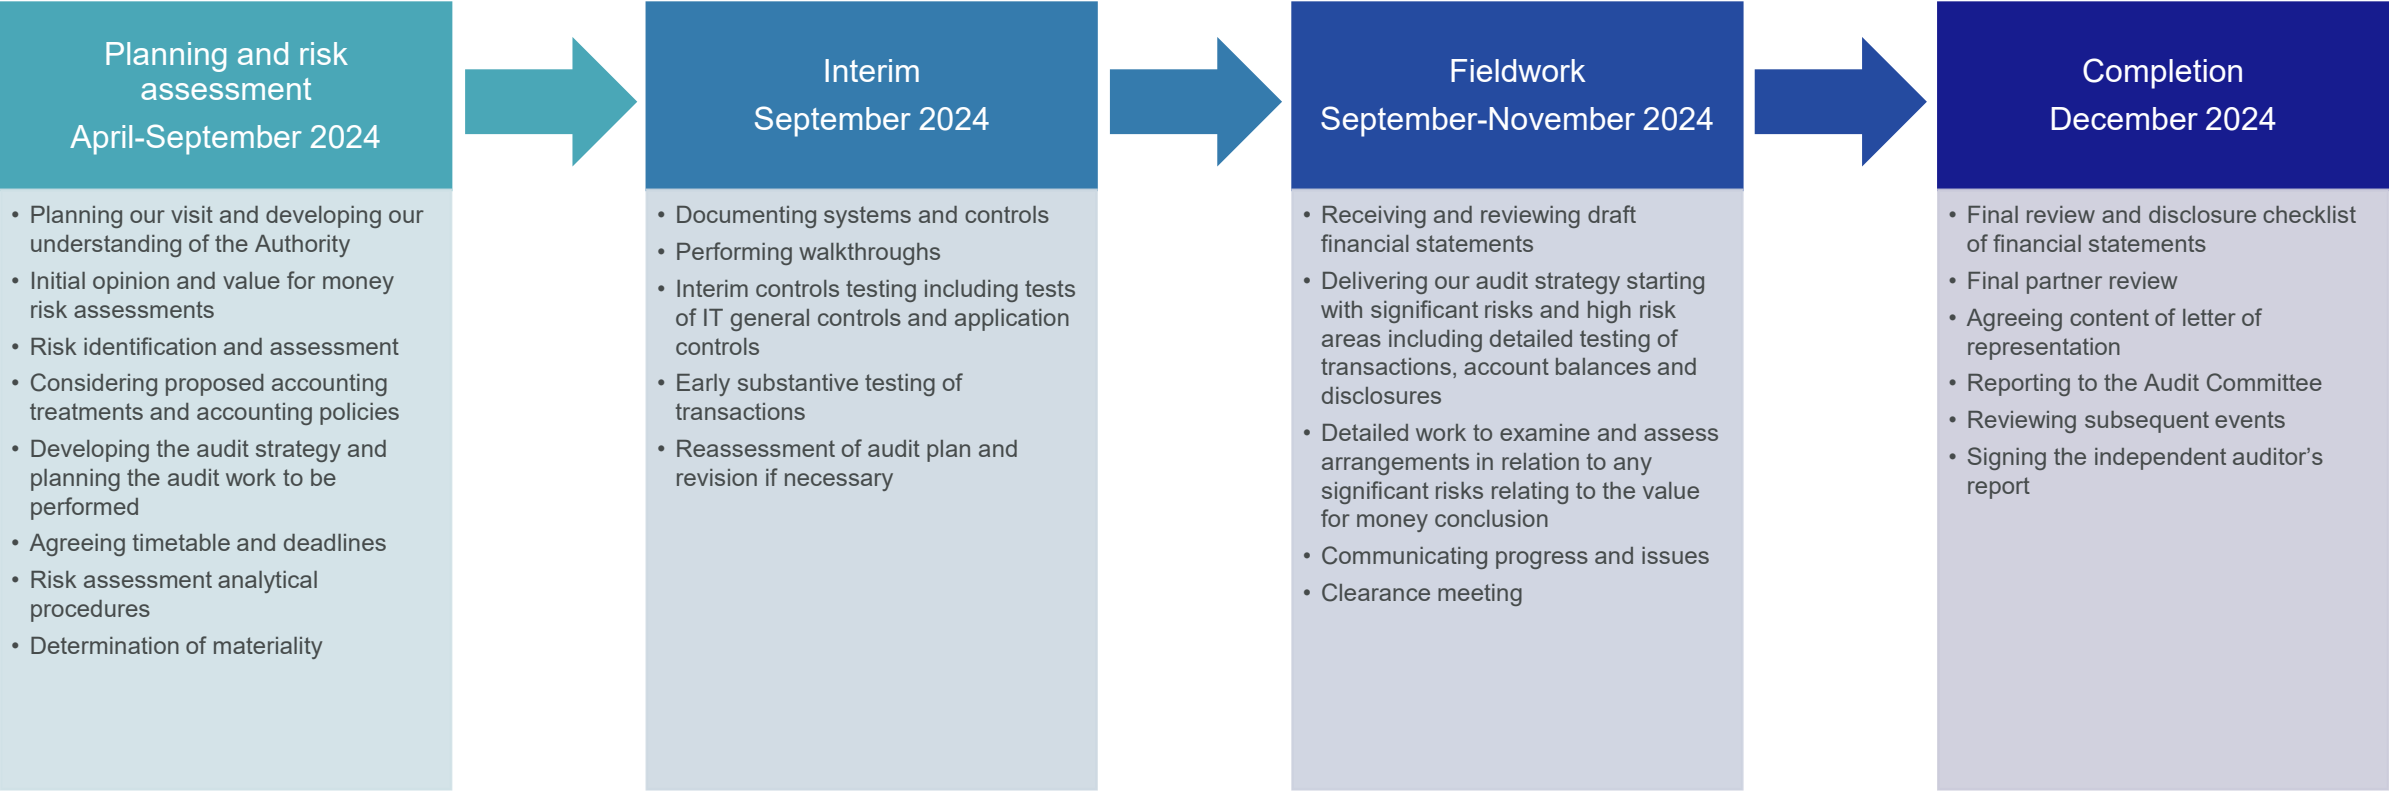 Planning and risk
assessment
April-September 2024
• Planning our visit and developing our
understanding of the Authority
• Initial opinion and value for money
risk assessments
• Risk identification and assessment
• Considering proposed accounting
treatments and accounting policies
• Developing the audit strategy and
planning the audit work to be
performed
• Agreeing timetable and deadlines
• Risk assessment analytical
procedures
• Determination of materiality
Interim
September 2024
• Documenting systems and controls
• Performing walkthroughs
• Interim controls testing including tests
of IT general controls and application
controls
• Early substantive testing of
transactions
• Reassessment of audit plan and
revision if necessary
Fieldwork
September-November 2024
• Receiving and reviewing draft
financial statements
• Delivering our audit strategy starting
with significant risks and high risk
areas including detailed testing of
transactions, account balances and
disclosures
• Detailed work to examine and assess
arrangements in relation to any
significant risks relating to the value
for money conclusion
• Communicating progress and issues
• Clearance meeting
Completion
December 2024
• Final review and disclosure checklist
of financial statements
• Final partner review
• Agreeing content of letter of
representation
• Reporting to the Audit Committee
• Reviewing subsequent events
• Signing the independent auditor’s
report